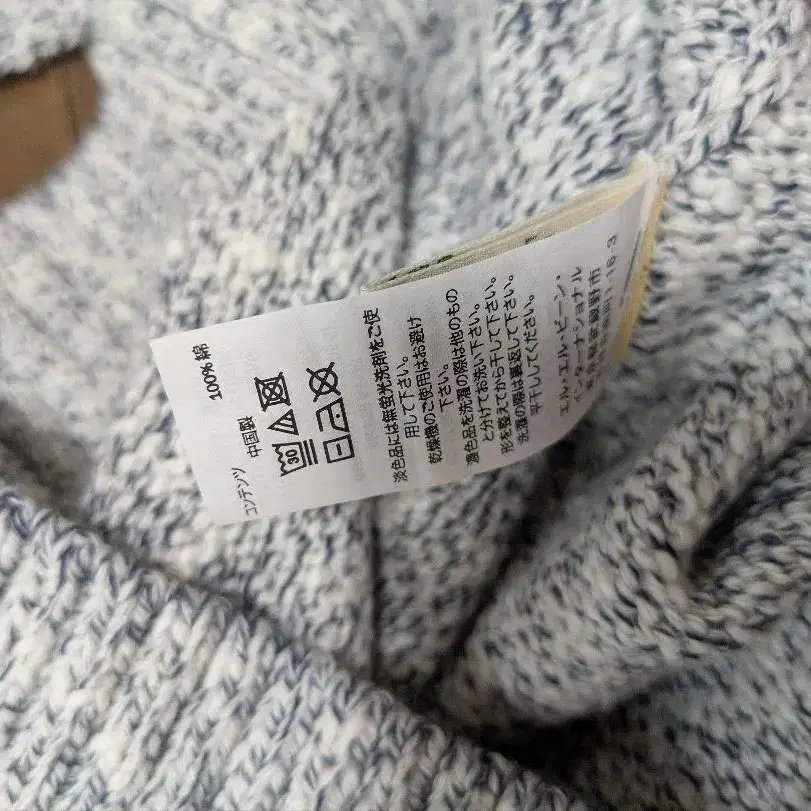 コンテンツ 100% 綿
中国製
30
淡色品には無蛍光洗剤をご使
用して下さい。
乾燥機のご使用はお避け
下さい。
濃色品を洗濯の際は他のもの
と分けてお洗い下さい。
形を整えてから干して下さい。
洗濯の際は裏返して下さい。
平干ししてください。
エル・エル・ビーン・
インターナショナル
1-16-3